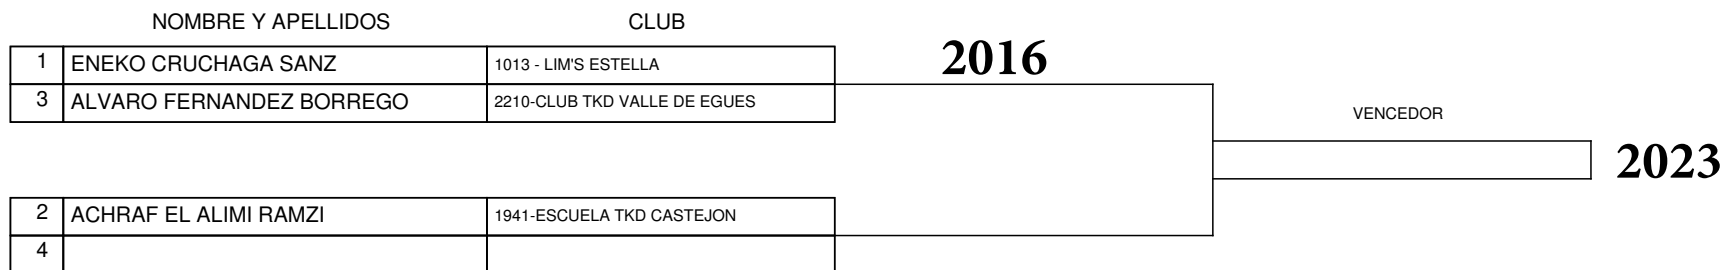 NOMBRE Y APELLIDOS CLUB
1 ENEKO CRUCHAGA SANZ 1013 - LIM'S ESTELLA 2016
3 ALVARO FERNANDEZ BORREGO 2210-CLUB TKD VALLE DE EGUES
VENCEDOR
2023
2 ACHRAF EL ALIMI RAMZI 1941-ESCUELA TKD CASTEJON
4